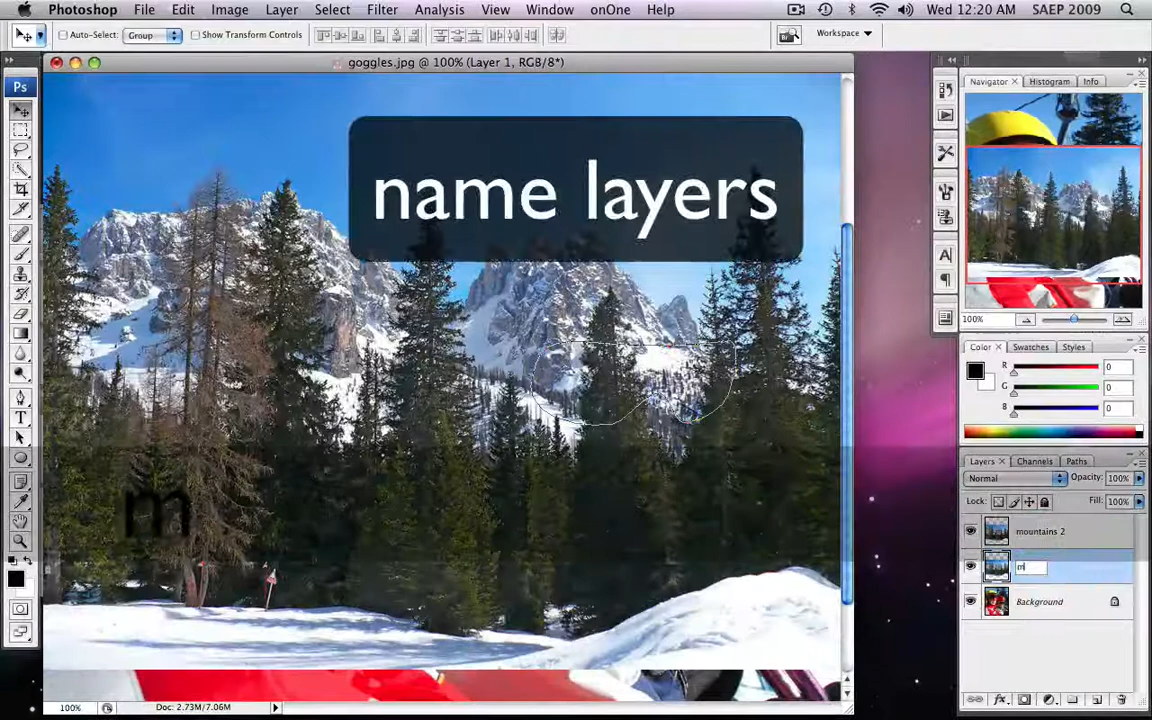 Photoshop File Edit Image Layer Select Filter Analysis View Window onOne Help Wed 12:20 AM SAEP 2009
Auto-Select: Group Show Transform Controls Workspace
goggles.jpg @ 100% (Layer 1, RGB/8*)
Ps
name layers
m
Navigator Histogram Info
100%
Color Swatches Styles
R 0
G 0
B 0
Layers Channels Paths
Normal Opacity: 100%
Lock: Fill: 100%
mountains 2
m
Background
100% Doc: 2.73M/7.06M